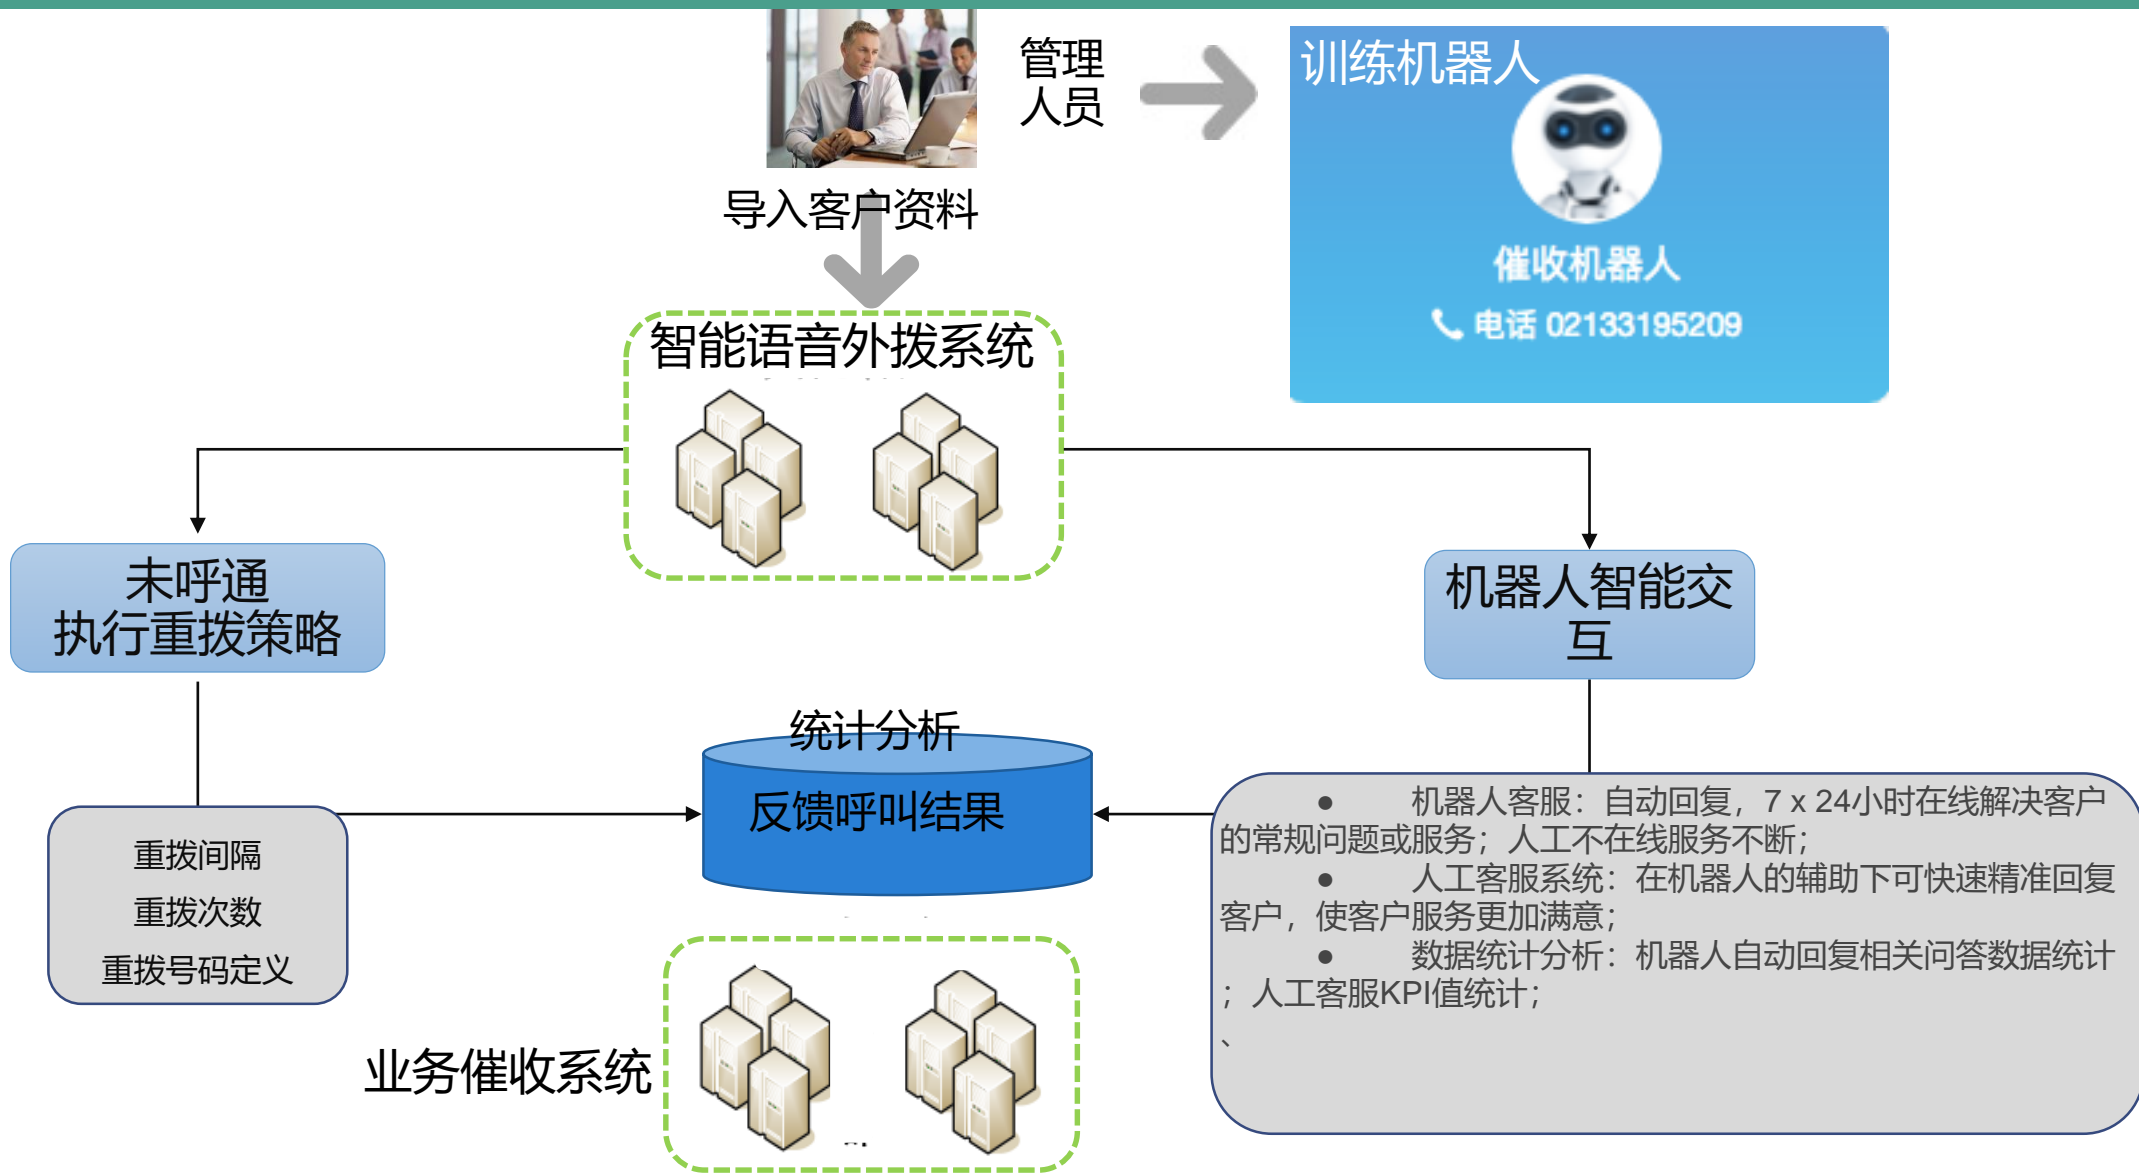 管理
人员
训练机器人
导入客户资料
催收机器人
电话 02133195209
智能语音外拨系统
未呼通
执行重拨策略
机器人智能交
互
统计分析
反馈呼叫结果
重拨间隔
重拨次数
重拨号码定义
● 机器人客服：自动回复，7 x 24小时在线解决客户
的常规问题或服务；人工不在线服务不断；
● 人工客服系统：在机器人的辅助下可快速精准回复
客户，使客户服务更加满意；
● 数据统计分析：机器人自动回复相关问答数据统计
；人工客服KPI值统计；
、
业务催收系统